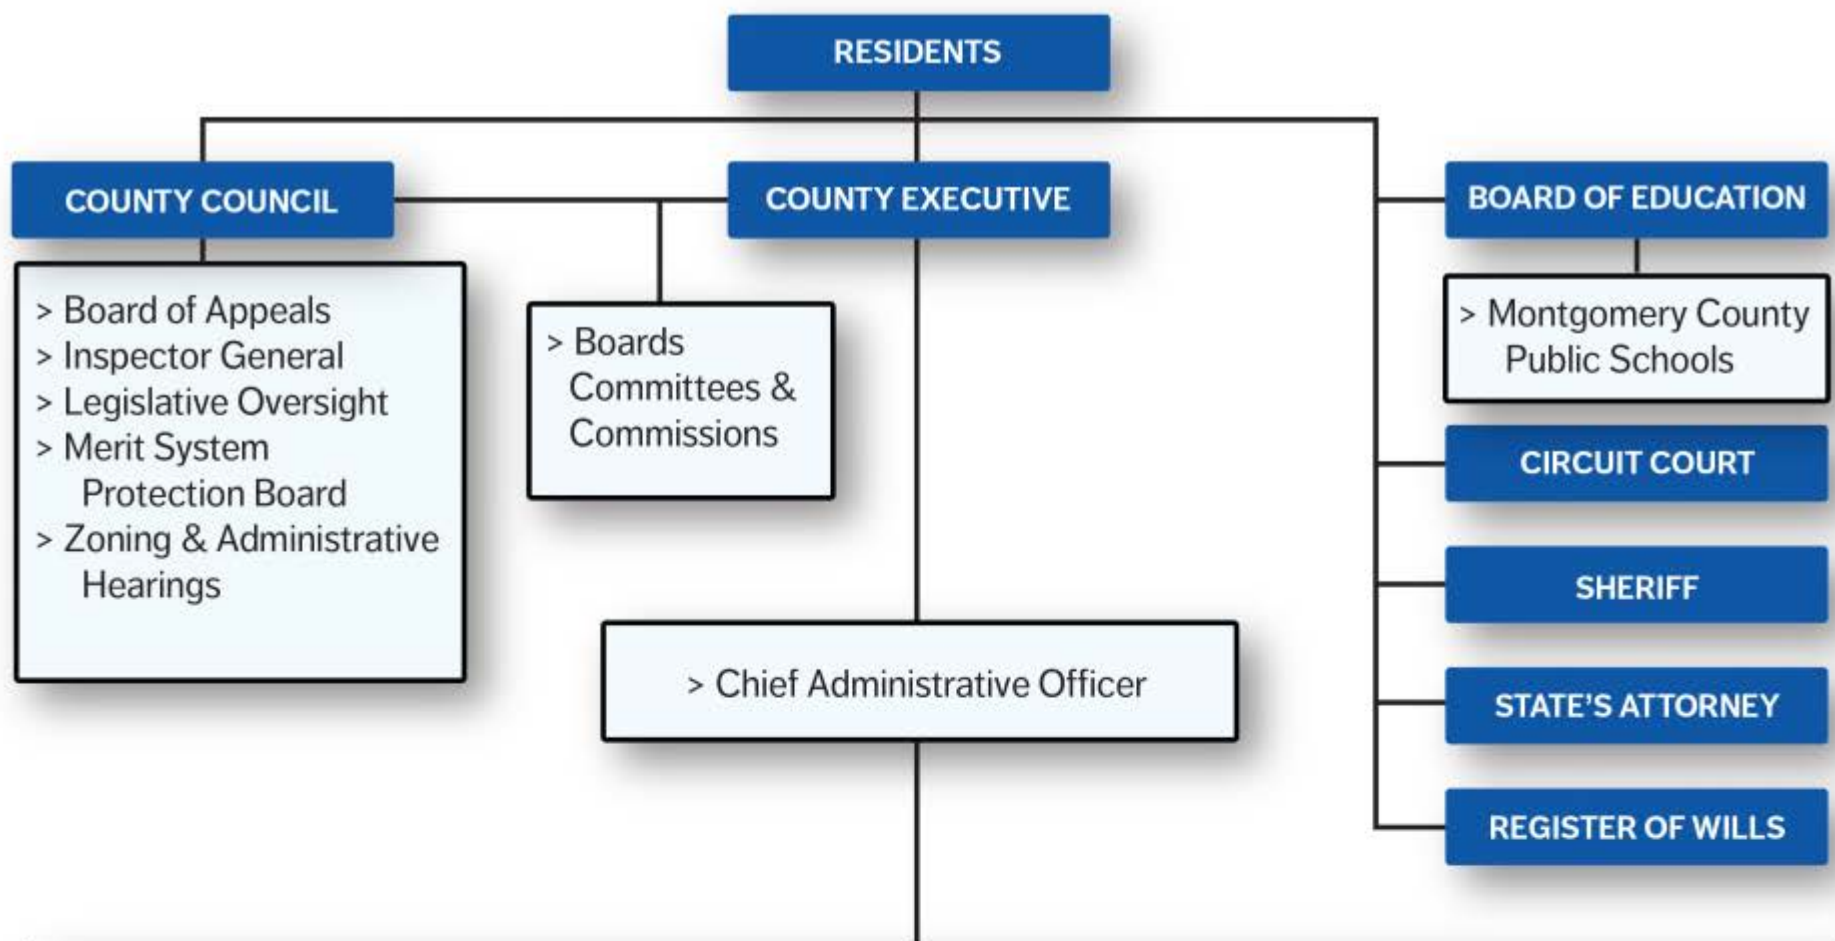 RESIDENTS
COUNTY COUNCIL
COUNTY EXECUTIVE
BOARD OF EDUCATION
> Board of Appeals
> Inspector General
> Legislative Oversight
> Merit System
Protection Board
> Zoning & Administrative
Hearings
> Boards
Committees &
Commissions
> Chief Administrative Officer
> Montgomery County
Public Schools
CIRCUIT COURT
SHERIFF
STATE’S ATTORNEY
REGISTER OF WILLS